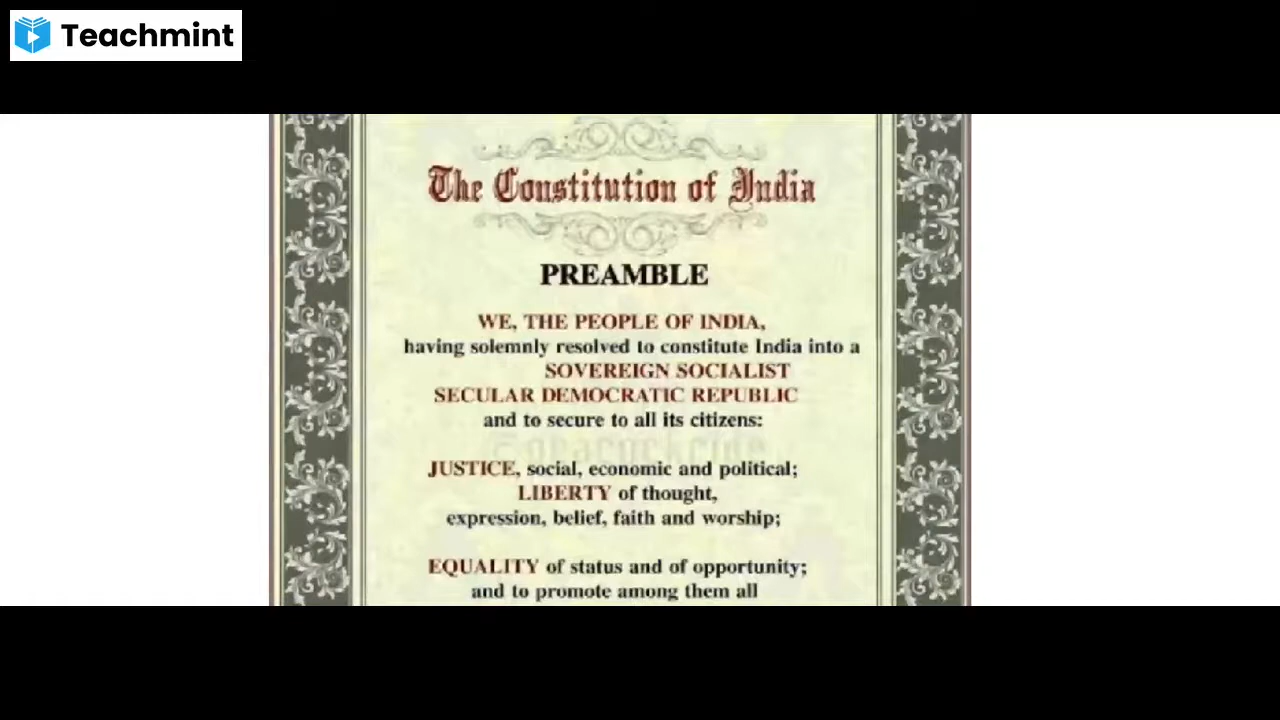 Teachmint
The Constitution of India
PREAMBLE
WE, THE PEOPLE OF INDIA,
having solemnly resolved to constitute India into a
SOVEREIGN SOCIALIST
SECULAR DEMOCRATIC REPUBLIC
and to secure to all its citizens:
JUSTICE, social, economic and political;
LIBERTY of thought,
expression, belief, faith and worship;
EQUALITY of status and of opportunity;
and to promote among them all